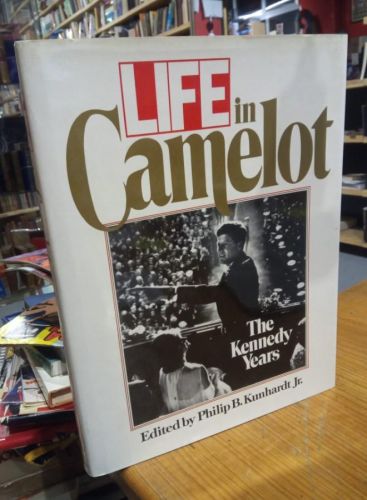 LIFE in
Camelot
The
Kennedy
Years
Edited by Philip B. Kunhardt Jr.